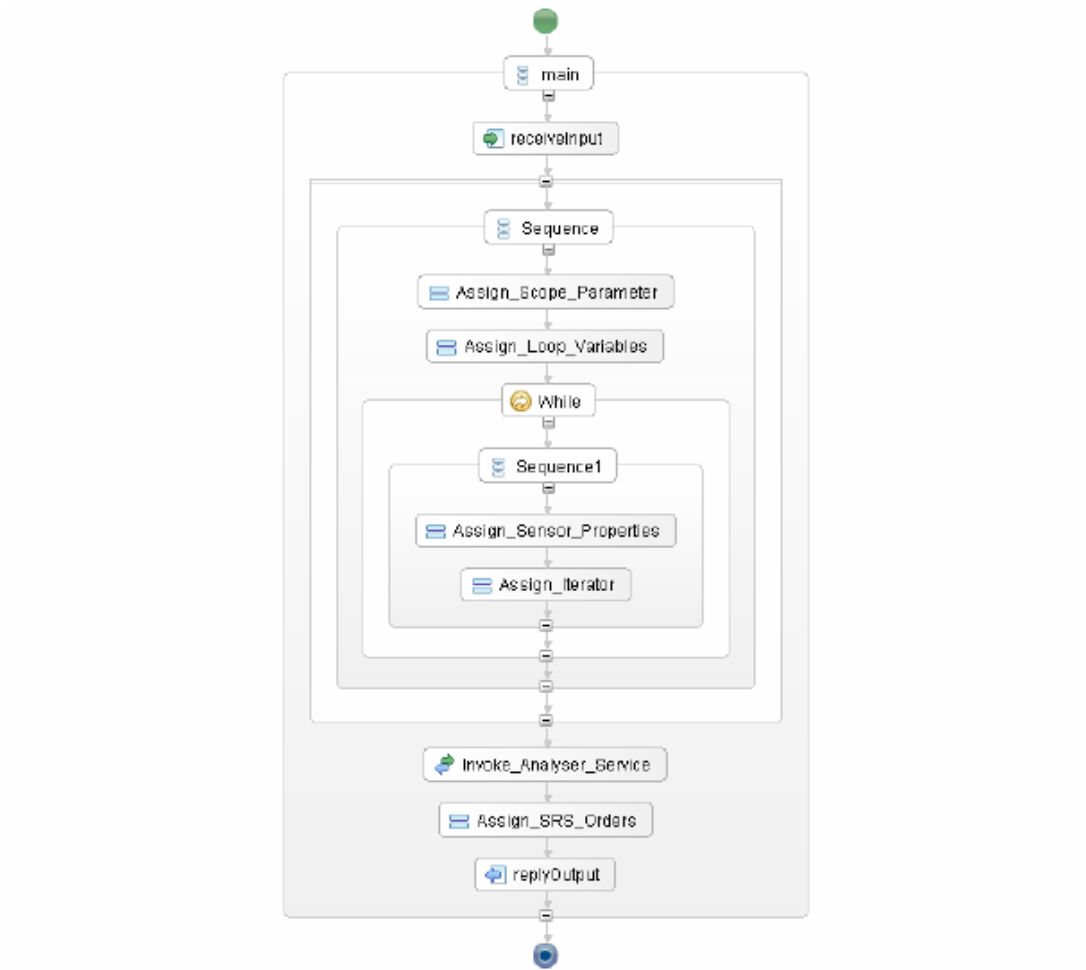 main
receiveInput
Sequence
Assign_Scope_Parameter
Assign_Loop_Variables
While
Sequence1
Assign_Sensor_Properties
Assign_Iterator
Invoke_Analyser_Service
Assign_SRS_Orders
replyOutput